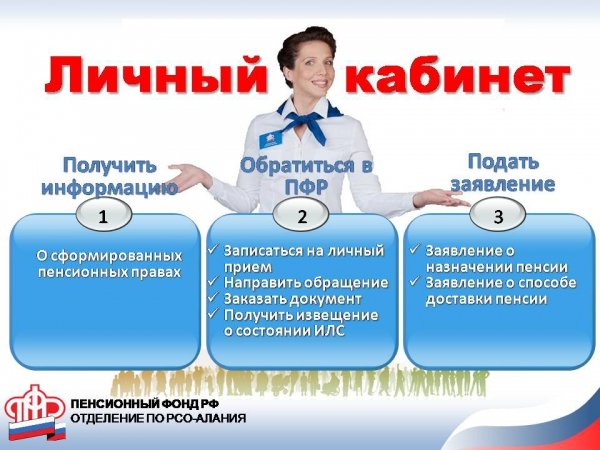 Личный кабинет
Получить
информацию
1
О сформированных
пенсионных правах
Обратиться в
ПФР
2
✓ Записаться на личный
прием
✓ Направить обращение
✓ Заказать документ
✓ Получить извещение
о состоянии ИЛС
Подать
заявление
3
✓ Заявление о
назначении пенсии
✓ Заявление о способе
доставки пенсии
ПФР
ПЕНСИОННЫЙ ФОНД РФ
ОТДЕЛЕНИЕ ПО РСО-АЛАНИЯ